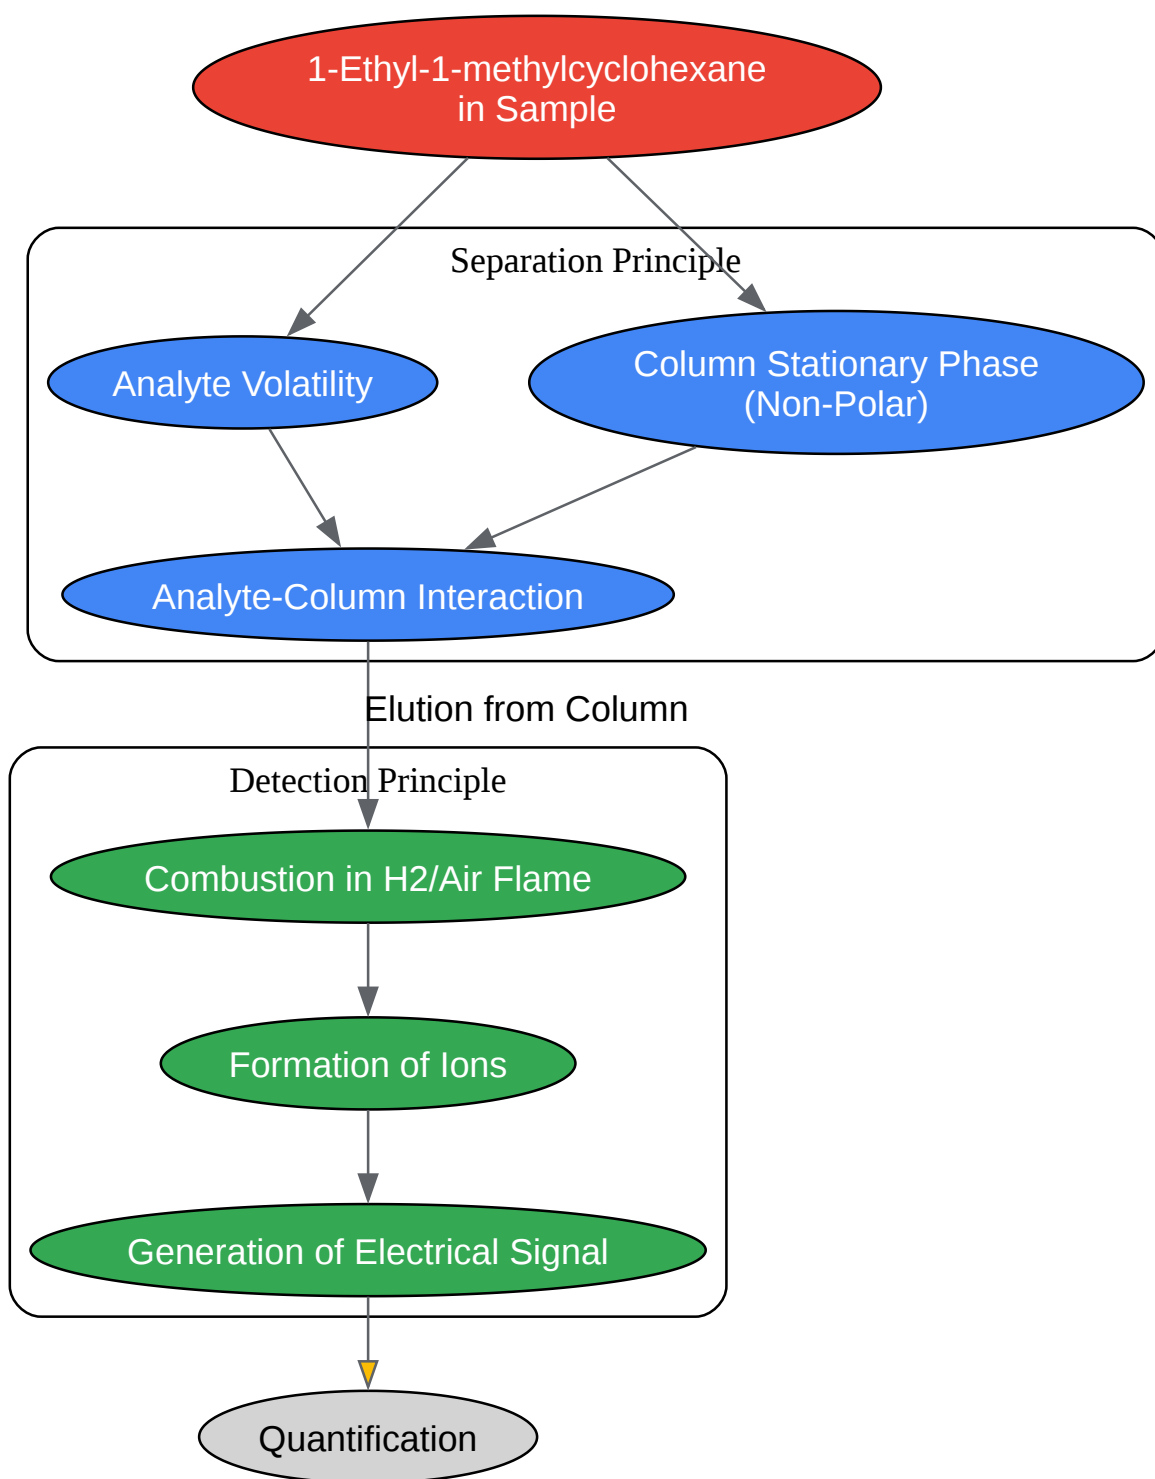 1-Ethyl-1-methylcyclohexane
in Sample
Separation Principle
Analyte Volatility
Column Stationary Phase
(Non-Polar)
Analyte-Column Interaction
Elution from Column
Detection Principle
Combustion in H2/Air Flame
Formation of Ions
Generation of Electrical Signal
Quantification